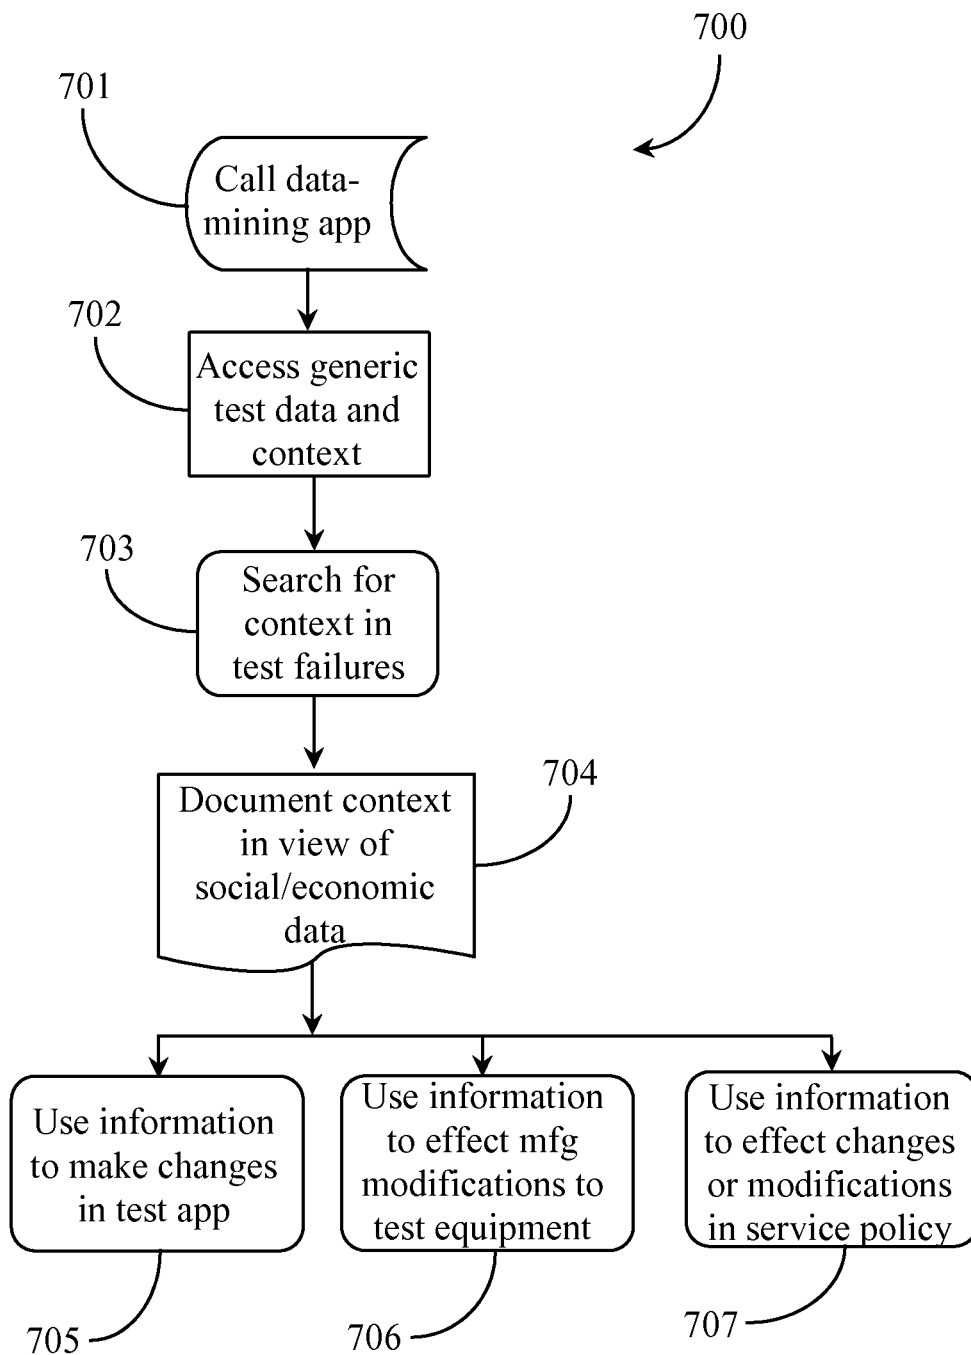 700
701
Call data-
mining app
702
Access generic
test data and
context
703
Search for
context in
test failures
704
Document context
in view of
social/economic
data
Use information
to make changes
in test app
Use information
to effect mfg
modifications to
test equipment
Use information
to effect changes
or modifications
in service policy
705
706
707